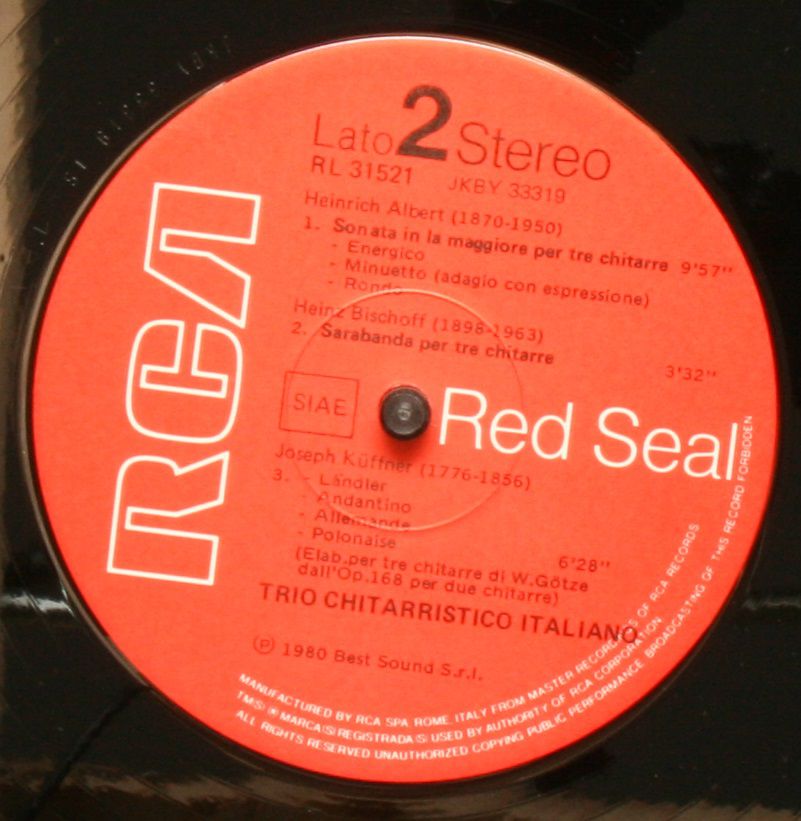 Lato 2 Stereo
RL 31521 JKBY 33319
Heinrich Albert (1870-1950)
1. Sonata in la maggiore per tre chitarre 9'57"
- Energico
- Minuetto (adagio con espressione)
- Rondo
Heinz Bischoff (1898-1963)
2. Sarabanda per tre chitarre
3'32"
RCA
SIAE
Red Seal
Joseph Küffner (1776-1856)
3. - Ländler
- Andantino
- Allemande
- Polonaise
6'28"
(Elab.per tre chitarre di W.Götze
dall'Op.168 per due chitarre)
TRIO CHITARRISTICO ITALIANO
Ⓟ 1980 Best Sound S.r.l.
MANUFACTURED BY RCA SPA ROME, ITALY FROM MASTER RECORDINGS OF RCA RECORDS
TM(S) ® MARCA(S) REGISTRADA(S) USED BY AUTHORITY OF RCA CORPORATION
ALL RIGHTS RESERVED UNAUTHORIZED COPYING PUBLIC PERFORMANCE BROADCASTING OF THIS RECORD FORBIDDEN